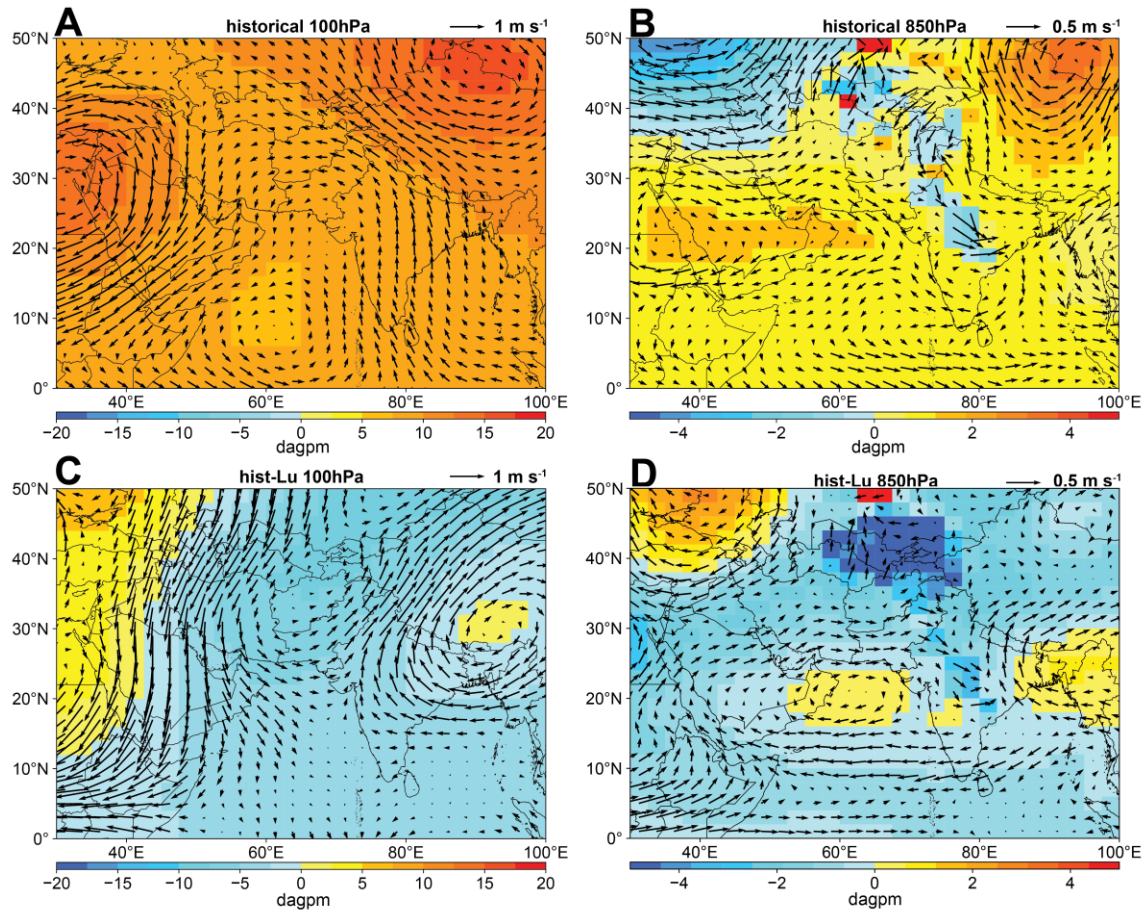 A historical 100hPa 1 m s⁻¹
50°N
40°N
30°N
20°N
10°N
0°
40°E 60°E 80°E 100°E
−20 −15 −10 −5 0 5 10 15 20
dagpm
B historical 850hPa 0.5 m s⁻¹
50°N
40°N
30°N
20°N
10°N
0°
40°E 60°E 80°E 100°E
−4 −2 0 2 4
dagpm
C hist-Lu 100hPa 1 m s⁻¹
50°N
40°N
30°N
20°N
10°N
0°
40°E 60°E 80°E 100°E
−20 −15 −10 −5 0 5 10 15 20
dagpm
D hist-Lu 850hPa 0.5 m s⁻¹
50°N
40°N
30°N
20°N
10°N
0°
40°E 60°E 80°E 100°E
−4 −2 0 2 4
dagpm